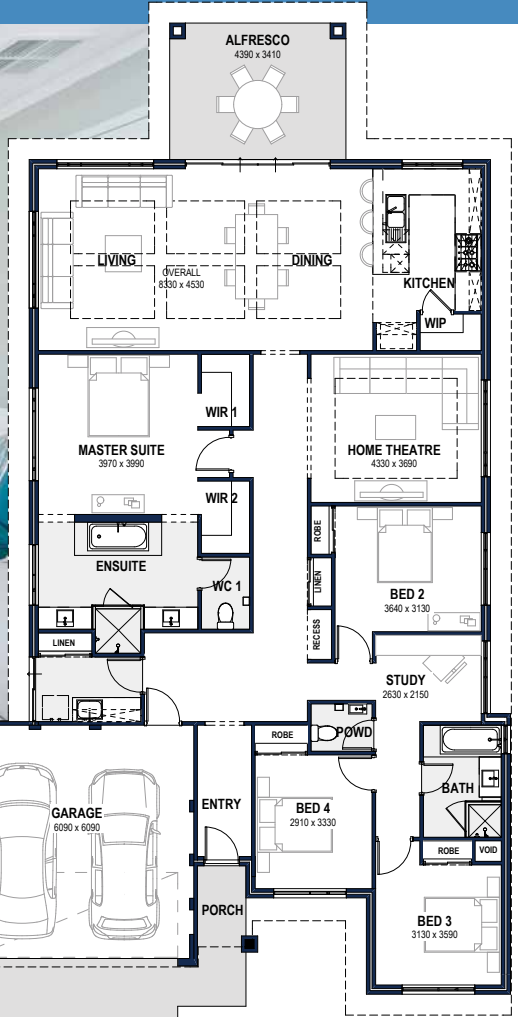 ALFRESCO
4390 x 3410
LIVING
OVERALL
8330 x 4530
DINING
KITCHEN
WIP
WIR 1
MASTER SUITE
3970 x 3990
HOME THEATRE
4330 x 3690
WIR 2
ROBE
ENSUITE
WC 1
LINEN
BED 2
3640 x 3130
RECESS
LINEN
STUDY
2630 x 2150
POWD
ROBE
BATH
GARAGE
6090 x 6090
ENTRY
BED 4
2910 x 3330
ROBE
VOID
PORCH
BED 3
3130 x 3590